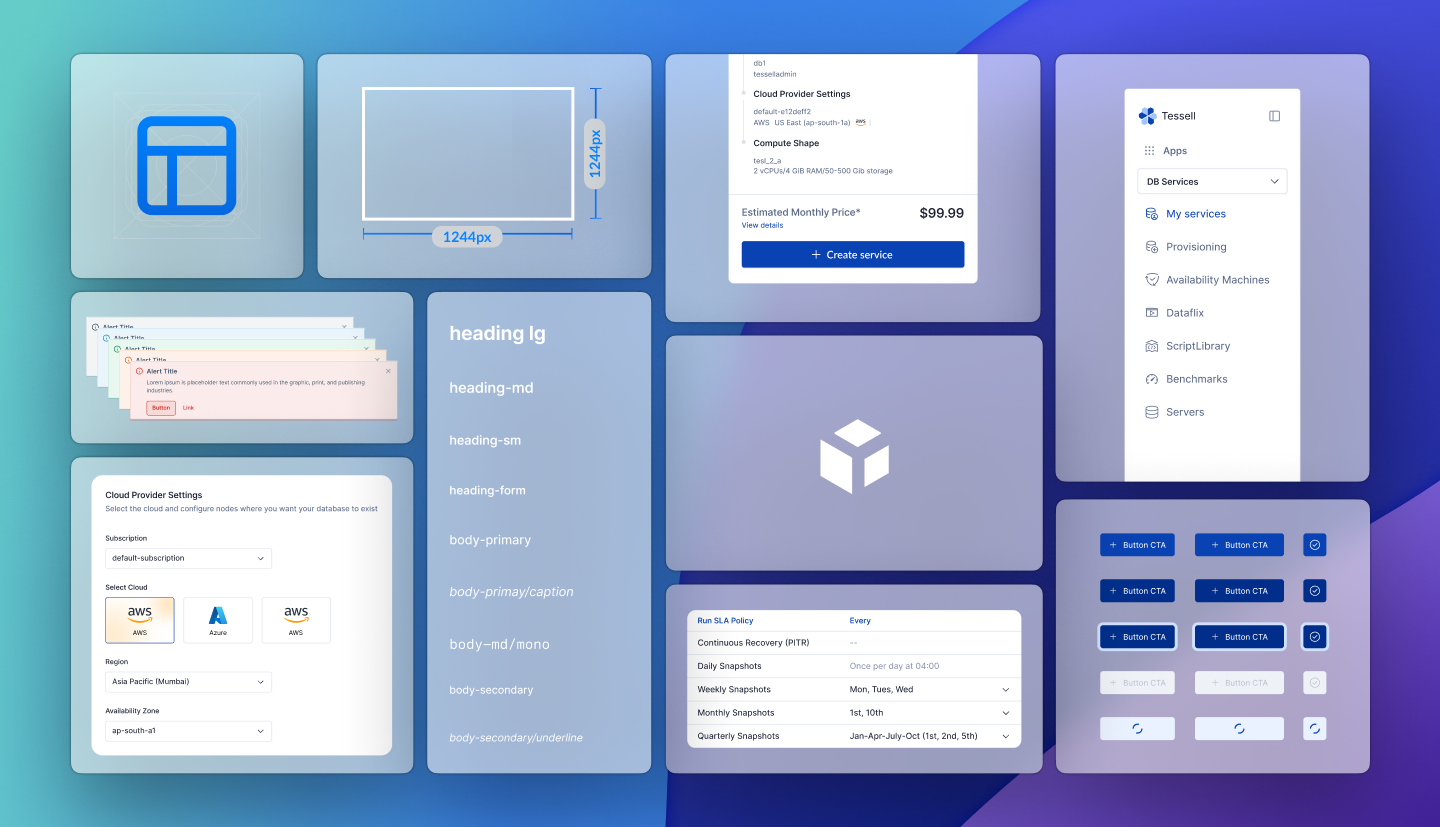 1244px
1244px
db1
tesselladmin
Cloud Provider Settings
default-e12deff2
AWS US East (ap-south-1a) aws
Compute Shape
tesl_2_a
2 vCPUs/4 GiB RAM/50-500 Gib storage
Estimated Monthly Price* $99.99
View details
+ Create service
Tessell
Apps
DB Services
My services
Provisioning
Availability Machines
Dataflix
ScriptLibrary
Benchmarks
Servers
Alert Title
Alert Title
Alert Title
Alert Title
Alert Title
Lorem ipsum is placeholder text commonly used in the graphic, print, and publishing
industries.
Button Link
heading lg
heading-md
heading-sm
heading-form
body-primary
body-primay/caption
body-md/mono
body-secondary
body-secondary/underline
Cloud Provider Settings
Select the cloud and configure nodes where you want your database to exist
Subscription
default-subscription
Select Cloud
aws aws
AWS Azure AWS
Region
Asia Pacific (Mumbai)
Availability Zone
ap-south-a1
Run SLA Policy Every
Continuous Recovery (PITR) --
Daily Snapshots Once per day at 04:00
Weekly Snapshots Mon, Tues, Wed
Monthly Snapshots 1st, 10th
Quarterly Snapshots Jan-Apr-July-Oct (1st, 2nd, 5th)
+ Button CTA + Button CTA
+ Button CTA + Button CTA
+ Button CTA + Button CTA
+ Button CTA + Button CTA